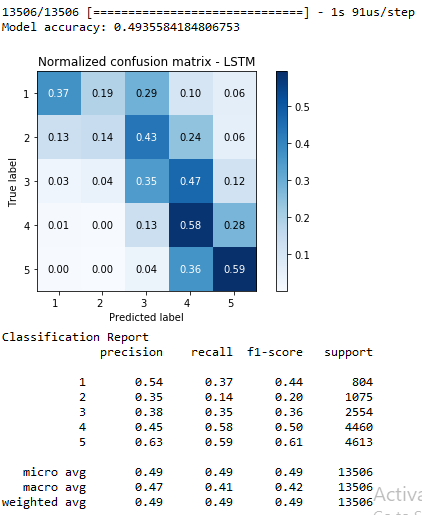 13506/13506 [==============================] - 1s 91us/step
Model accuracy: 0.4935584184806753
Normalized confusion matrix - LSTM
True label
1 0.37 0.19 0.29 0.10 0.06
2 0.13 0.14 0.43 0.24 0.06
3 0.03 0.04 0.35 0.47 0.12
4 0.01 0.00 0.13 0.58 0.28
5 0.00 0.00 0.04 0.36 0.59
1 2 3 4 5
Predicted label
0.5
0.4
0.3
0.2
0.1
Classification Report
precision recall f1-score support
1 0.54 0.37 0.44 804
2 0.35 0.14 0.20 1075
3 0.38 0.35 0.36 2554
4 0.45 0.58 0.50 4460
5 0.63 0.59 0.61 4613
micro avg 0.49 0.49 0.49 13506
macro avg 0.47 0.41 0.42 13506
weighted avg 0.49 0.49 0.49 13506
Activa